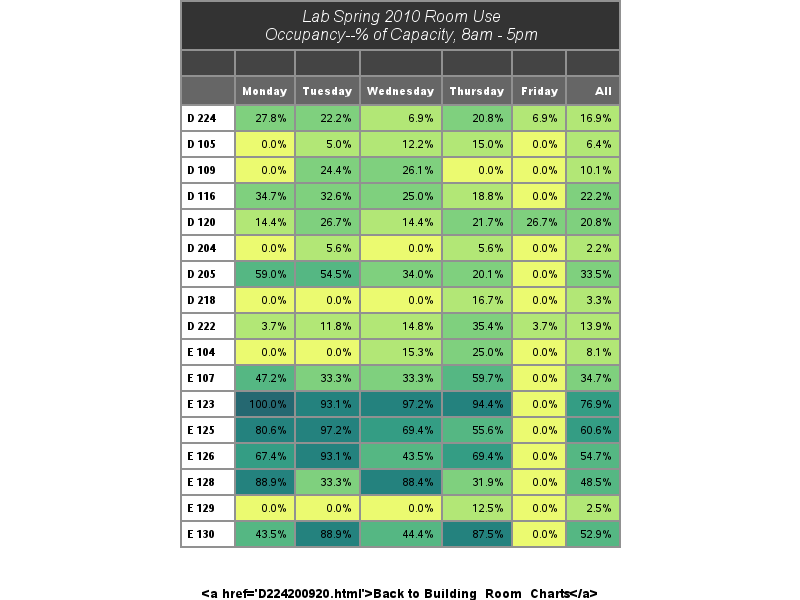 Lab Spring 2010 Room Use
Occupancy--% of Capacity, 8am - 5pm
Monday Tuesday Wednesday Thursday Friday All
D 224 27.8% 22.2% 6.9% 20.8% 6.9% 16.9%
D 105 0.0% 5.0% 12.2% 15.0% 0.0% 6.4%
D 109 0.0% 24.4% 26.1% 0.0% 0.0% 10.1%
D 116 34.7% 32.6% 25.0% 18.8% 0.0% 22.2%
D 120 14.4% 26.7% 14.4% 21.7% 26.7% 20.8%
D 204 0.0% 5.6% 0.0% 5.6% 0.0% 2.2%
D 205 59.0% 54.5% 34.0% 20.1% 0.0% 33.5%
D 218 0.0% 0.0% 0.0% 16.7% 0.0% 3.3%
D 222 3.7% 11.8% 14.8% 35.4% 3.7% 13.9%
E 104 0.0% 0.0% 15.3% 25.0% 0.0% 8.1%
E 107 47.2% 33.3% 33.3% 59.7% 0.0% 34.7%
E 123 100.0% 93.1% 97.2% 94.4% 0.0% 76.9%
E 125 80.6% 97.2% 69.4% 55.6% 0.0% 60.6%
E 126 67.4% 93.1% 43.5% 69.4% 0.0% 54.7%
E 128 88.9% 33.3% 88.4% 31.9% 0.0% 48.5%
E 129 0.0% 0.0% 0.0% 12.5% 0.0% 2.5%
E 130 43.5% 88.9% 44.4% 87.5% 0.0% 52.9%
<a href='D224200920.html'>Back to Building_Room_Charts</a>